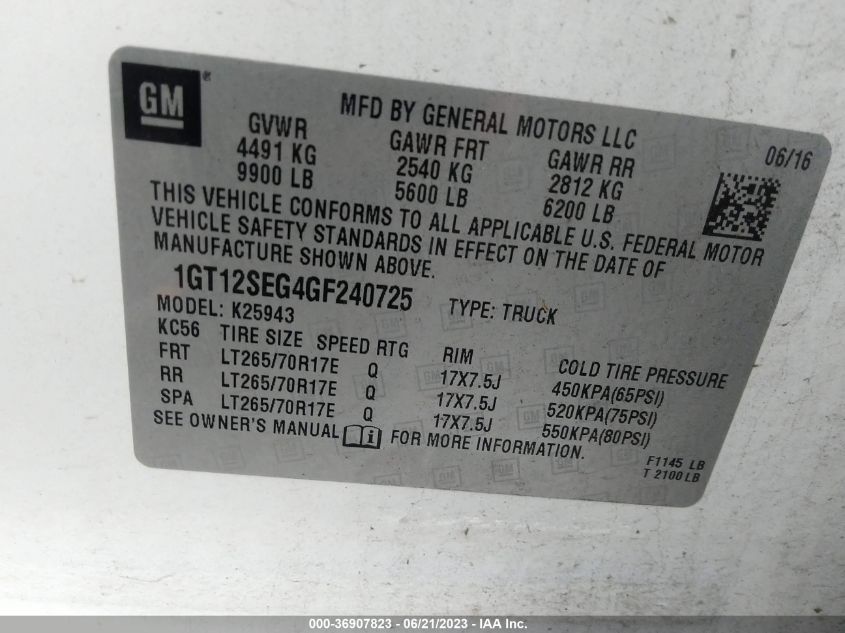 GM ®
MFD BY GENERAL MOTORS LLC
06/16
GVWR GAWR FRT GAWR RR
4491 KG 2540 KG 2812 KG
9900 LB 5600 LB 6200 LB
THIS VEHICLE CONFORMS TO ALL APPLICABLE U.S. FEDERAL MOTOR
VEHICLE SAFETY STANDARDS IN EFFECT ON THE DATE OF
MANUFACTURE SHOWN ABOVE.
1GT12SEG4GF240725 TYPE: TRUCK
MODEL: K25943
KC56 TIRE SIZE SPEED RTG RIM COLD TIRE PRESSURE
FRT LT265/70R17E Q 17X7.5J 450KPA(65PSI)
RR LT265/70R17E Q 17X7.5J 520KPA(75PSI)
SPA LT265/70R17E Q 17X7.5J 550KPA(80PSI)
SEE OWNER'S MANUAL FOR MORE INFORMATION.
F1145 LB
T 2100 LB
000-36907823 - 06/21/2023 - © IAA Inc.